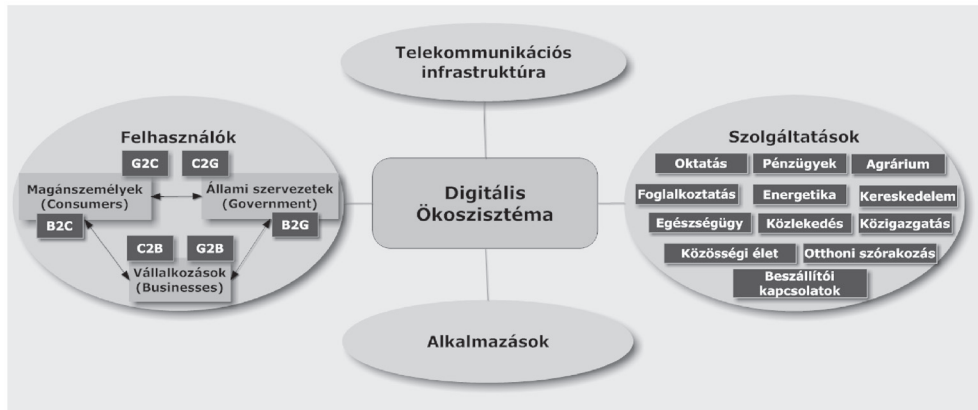 Telekommunikációs
infrastruktúra
Felhasználók
G2C C2G
Magánszemélyek
(Consumers)
Állami szervezetek
(Government)
B2C B2G
C2B G2B
Vállalkozások
(Businesses)
Digitális
Ökoszisztéma
Szolgáltatások
Oktatás Pénzügyek Agrárium
Foglalkoztatás Energetika Kereskedelem
Egészségügy Közlekedés Közigazgatás
Közösségi élet Otthoni szórakozás
Beszállítói
kapcsolatok
Alkalmazások